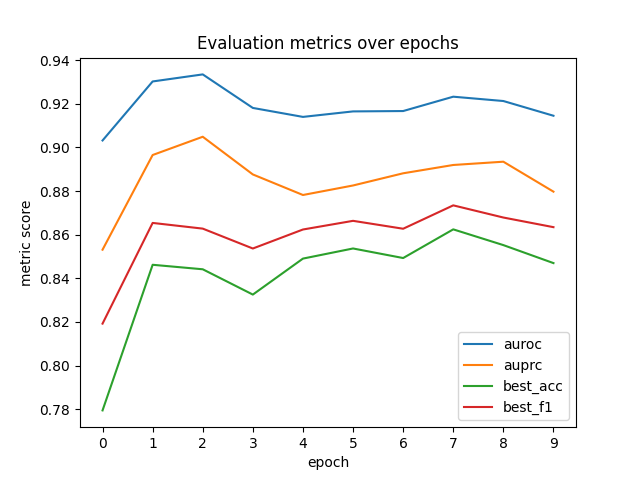 Evaluation metrics over epochs
metric score
0.94
0.92
0.90
0.88
0.86
0.84
0.82
0.80
0.78
auroc
auprc
best_acc
best_f1
0 1 2 3 4 5 6 7 8 9
epoch